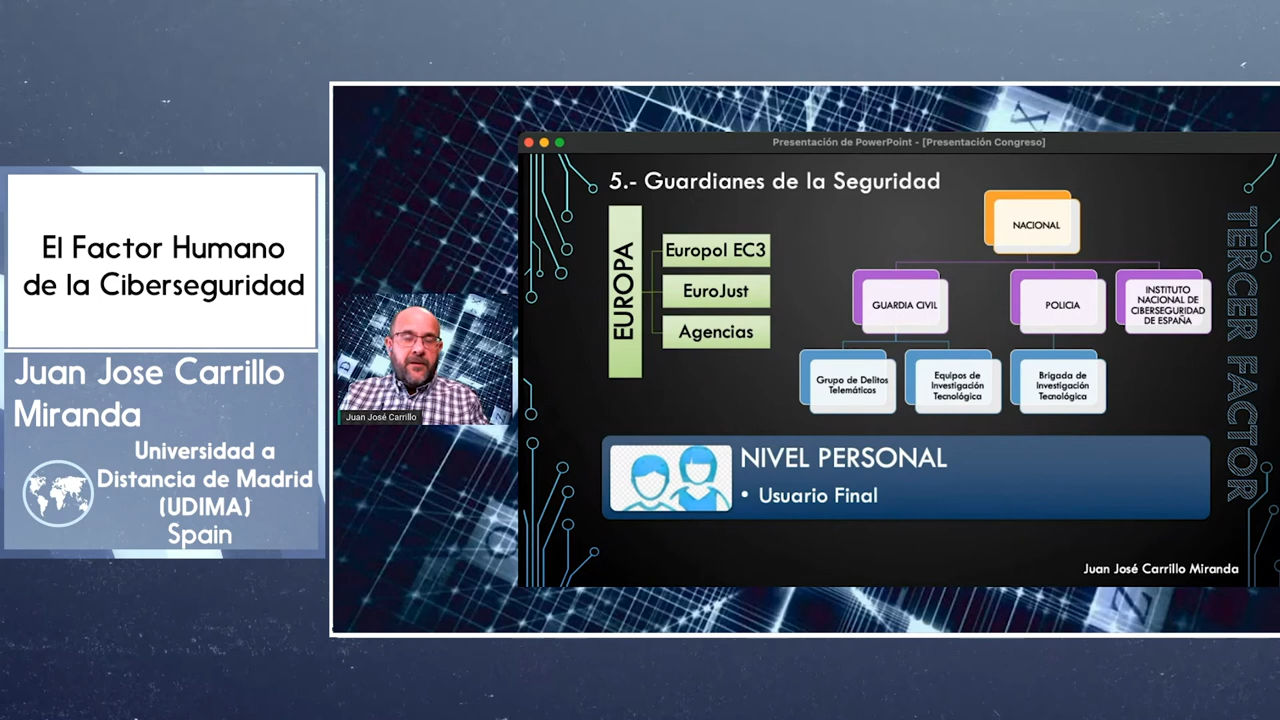 El Factor Humano
de la Ciberseguridad
Juan Jose Carrillo
Miranda
Universidad a
Distancia de Madrid
(UDIMA)
Spain
Juan José Carrillo
Presentación de PowerPoint - [Presentación Congreso]
5.- Guardianes de la Seguridad
EUROPA
Europol EC3
EuroJust
Agencias
NACIONAL
GUARDIA CIVIL
POLICIA
INSTITUTO
NACIONAL DE
CIBERSEGURIDAD
DE ESPAÑA
Grupo de Delitos
Telemáticos
Equipos de
Investigación
Tecnológica
Brigada de
Investigación
Tecnológica
TERCER FACTOR
NIVEL PERSONAL
• Usuario Final
Juan José Carrillo Miranda